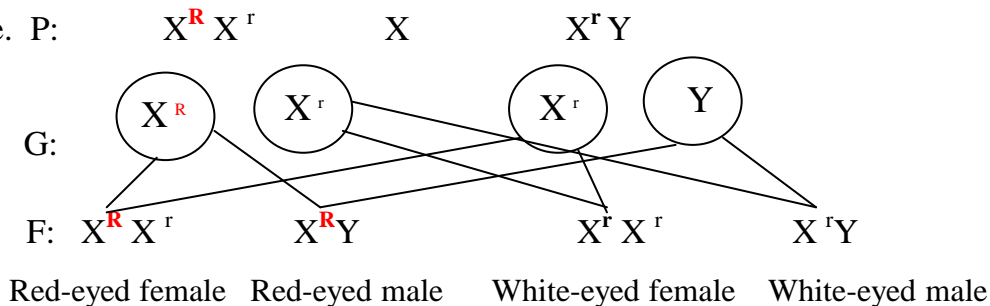 e. P: X^R X^r X X^r Y
X^R X^r X^r Y
G:
F: X^R X^r X^R Y X^r X^r X^r Y
Red-eyed female Red-eyed male White-eyed female White-eyed male